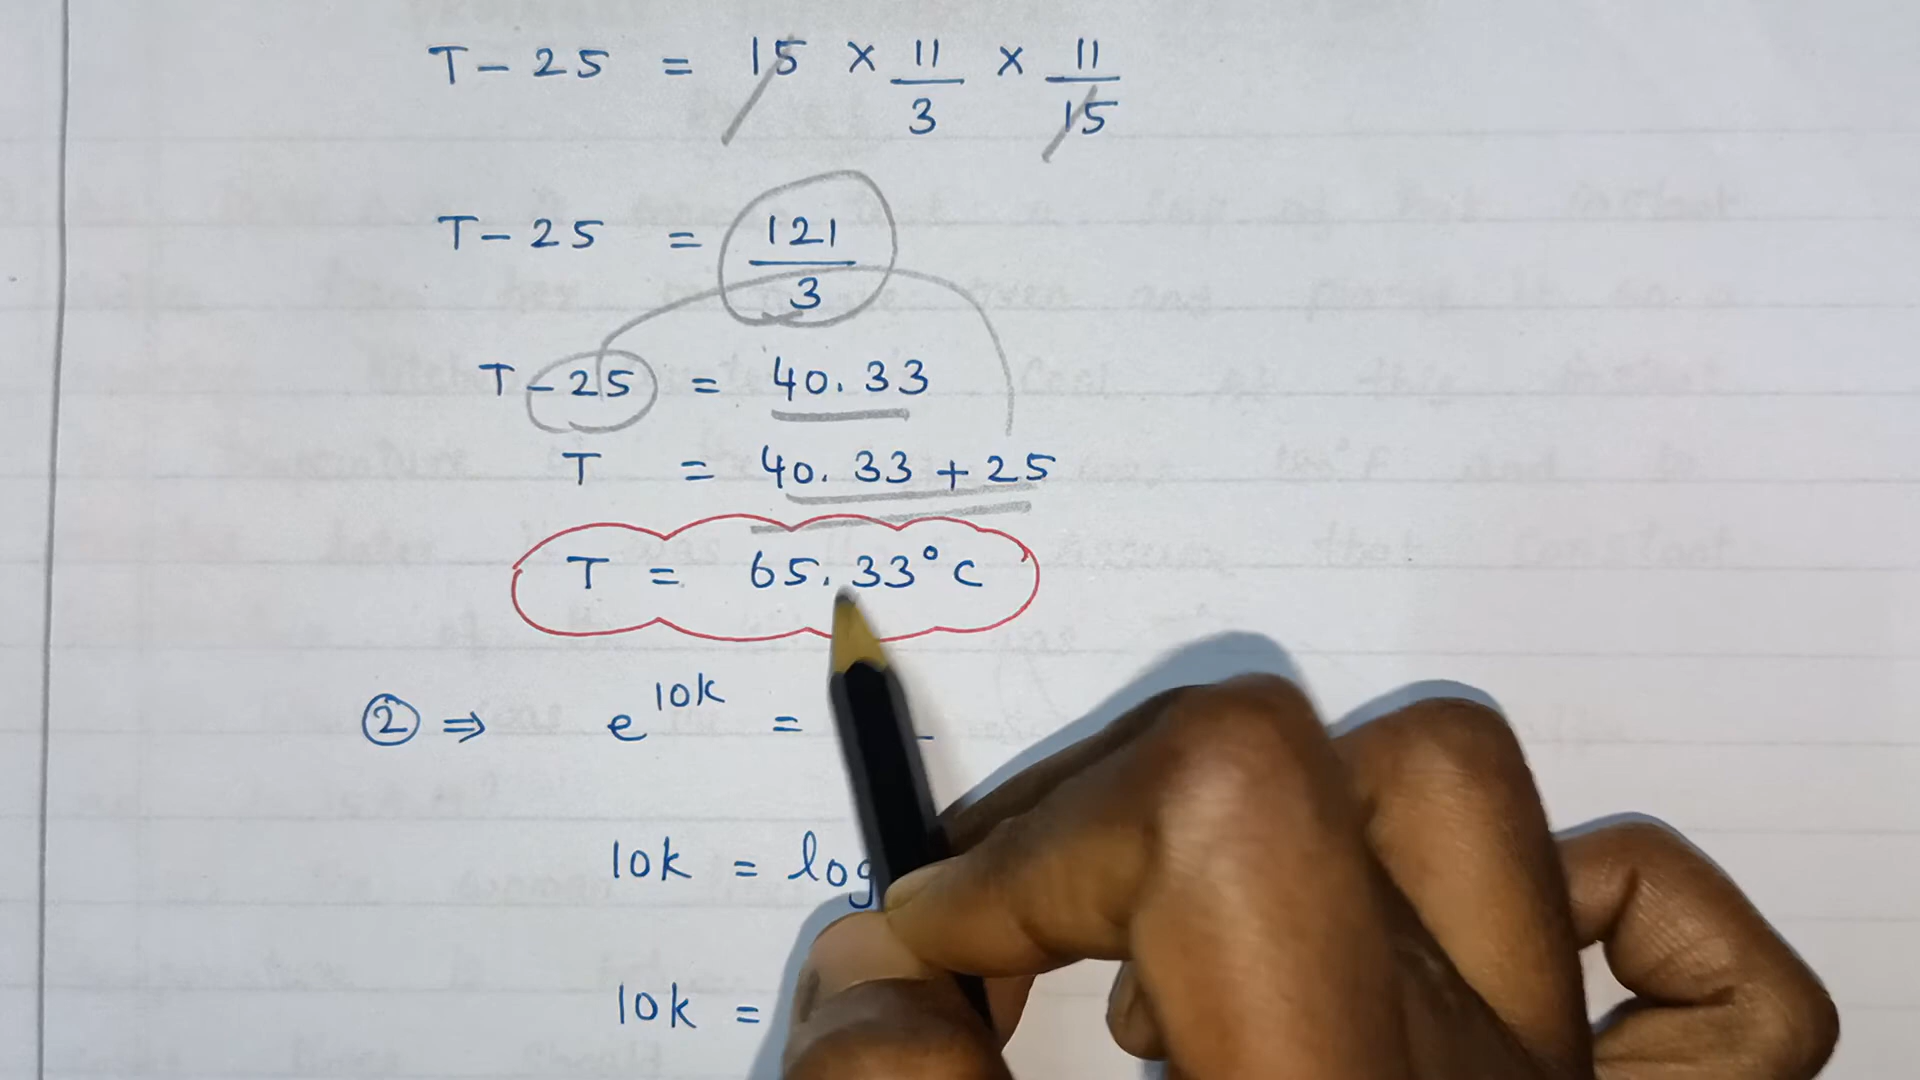 T - 25 = 15 × 11/3 × 11/15
T - 25 = 121/3
T - 25 = 40.33
T = 40.33 + 25
T = 65.33°C
② ⇒ e^10k =
10k = log
10k =